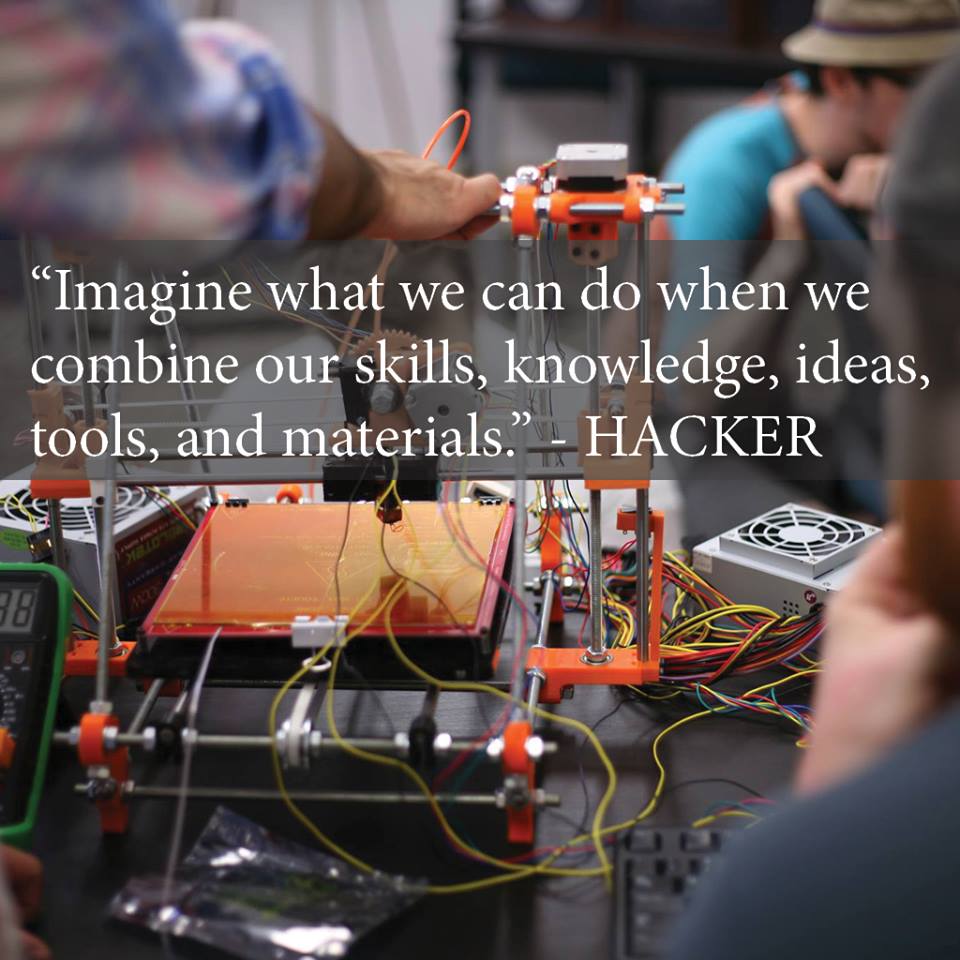 “Imagine what we can do when we
combine our skills, knowledge, ideas,
tools, and materials.” - HACKER